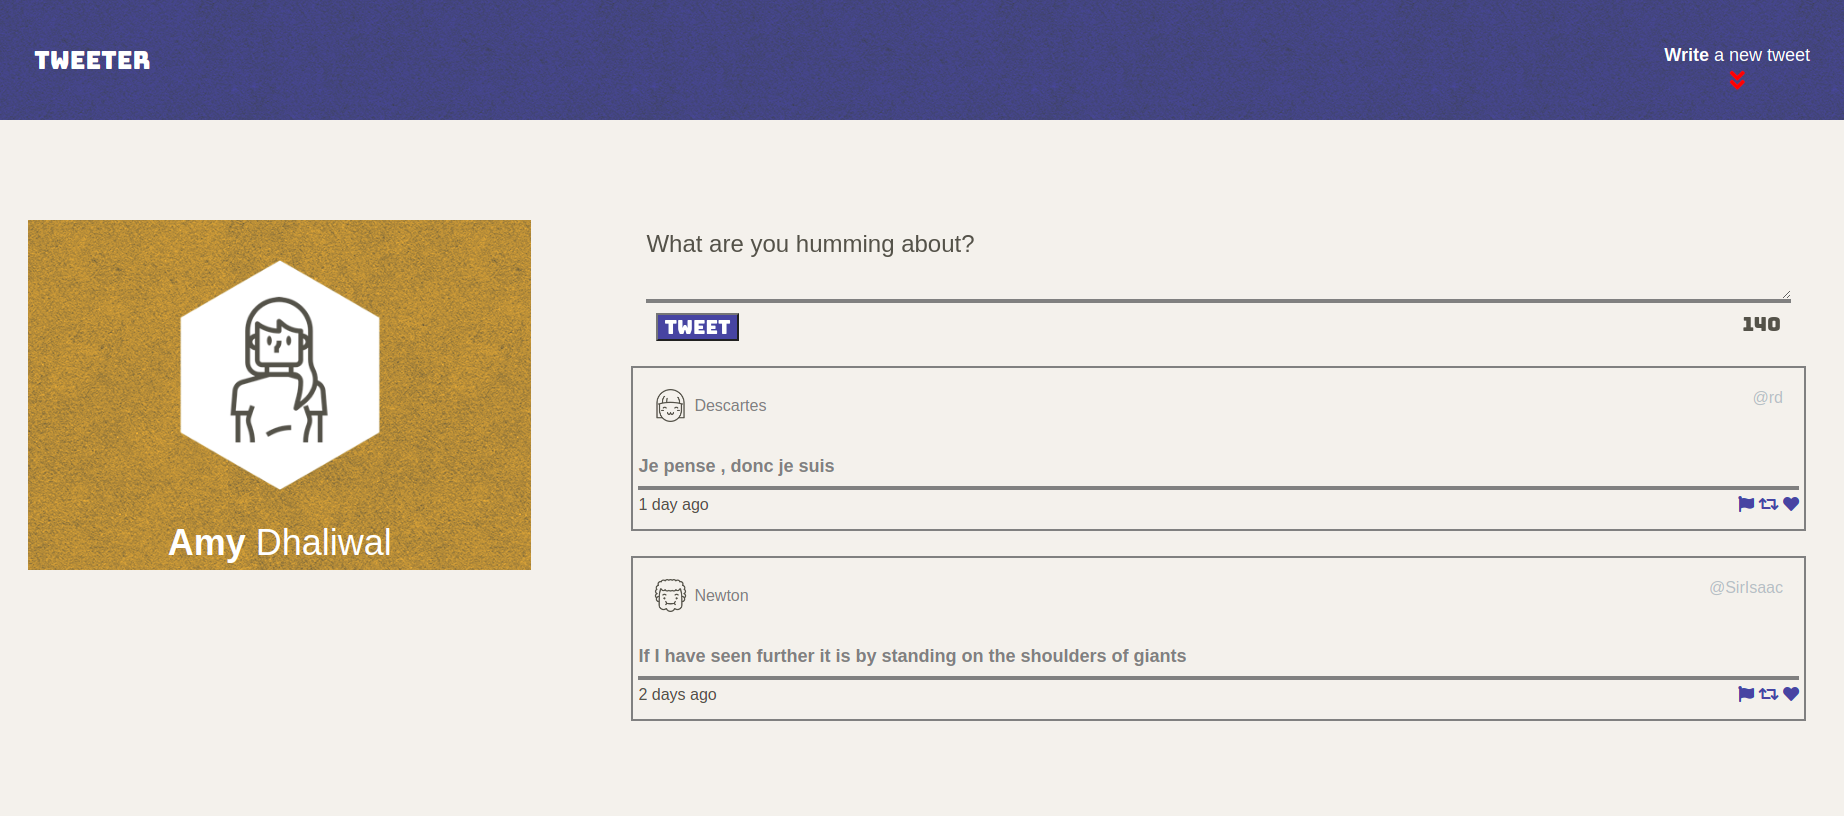 TWEETER
Write a new tweet
Amy Dhaliwal
What are you humming about?
TWEET
140
Descartes
@rd
Je pense , donc je suis
1 day ago
Newton
@SirIsaac
If I have seen further it is by standing on the shoulders of giants
2 days ago